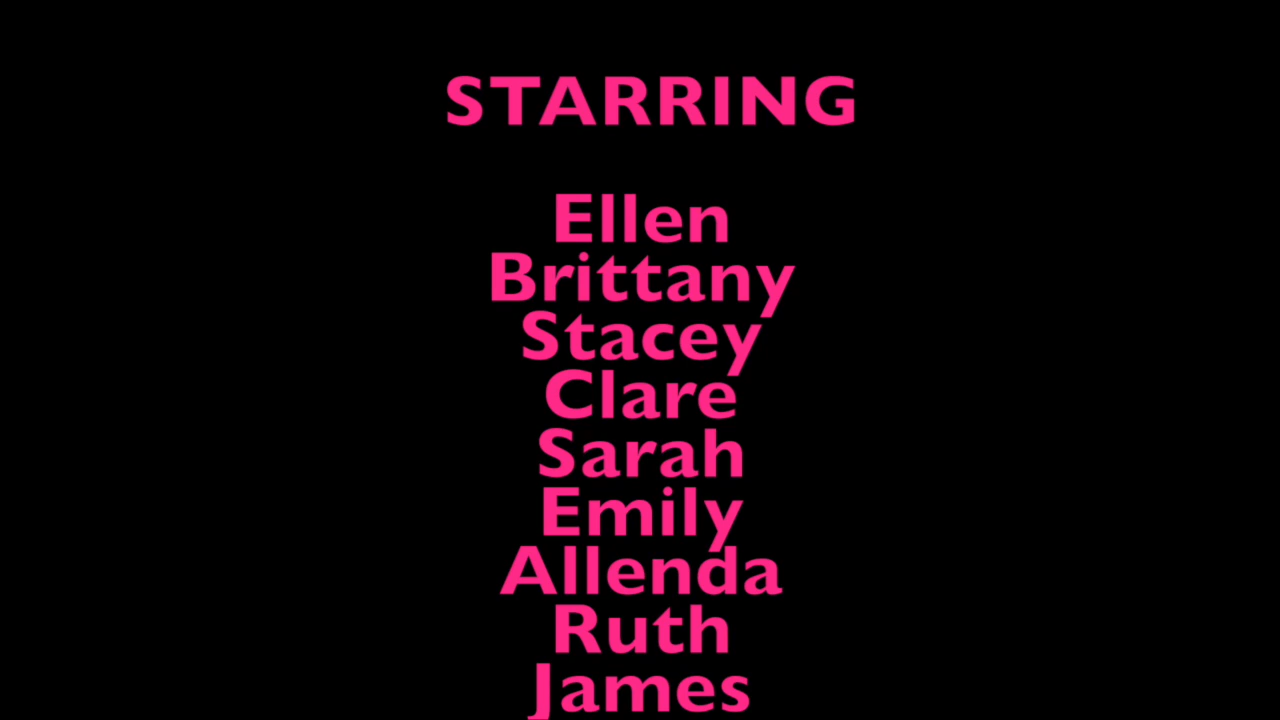 STARRING
Ellen
Brittany
Stacey
Clare
Sarah
Emily
Allenda
Ruth
James